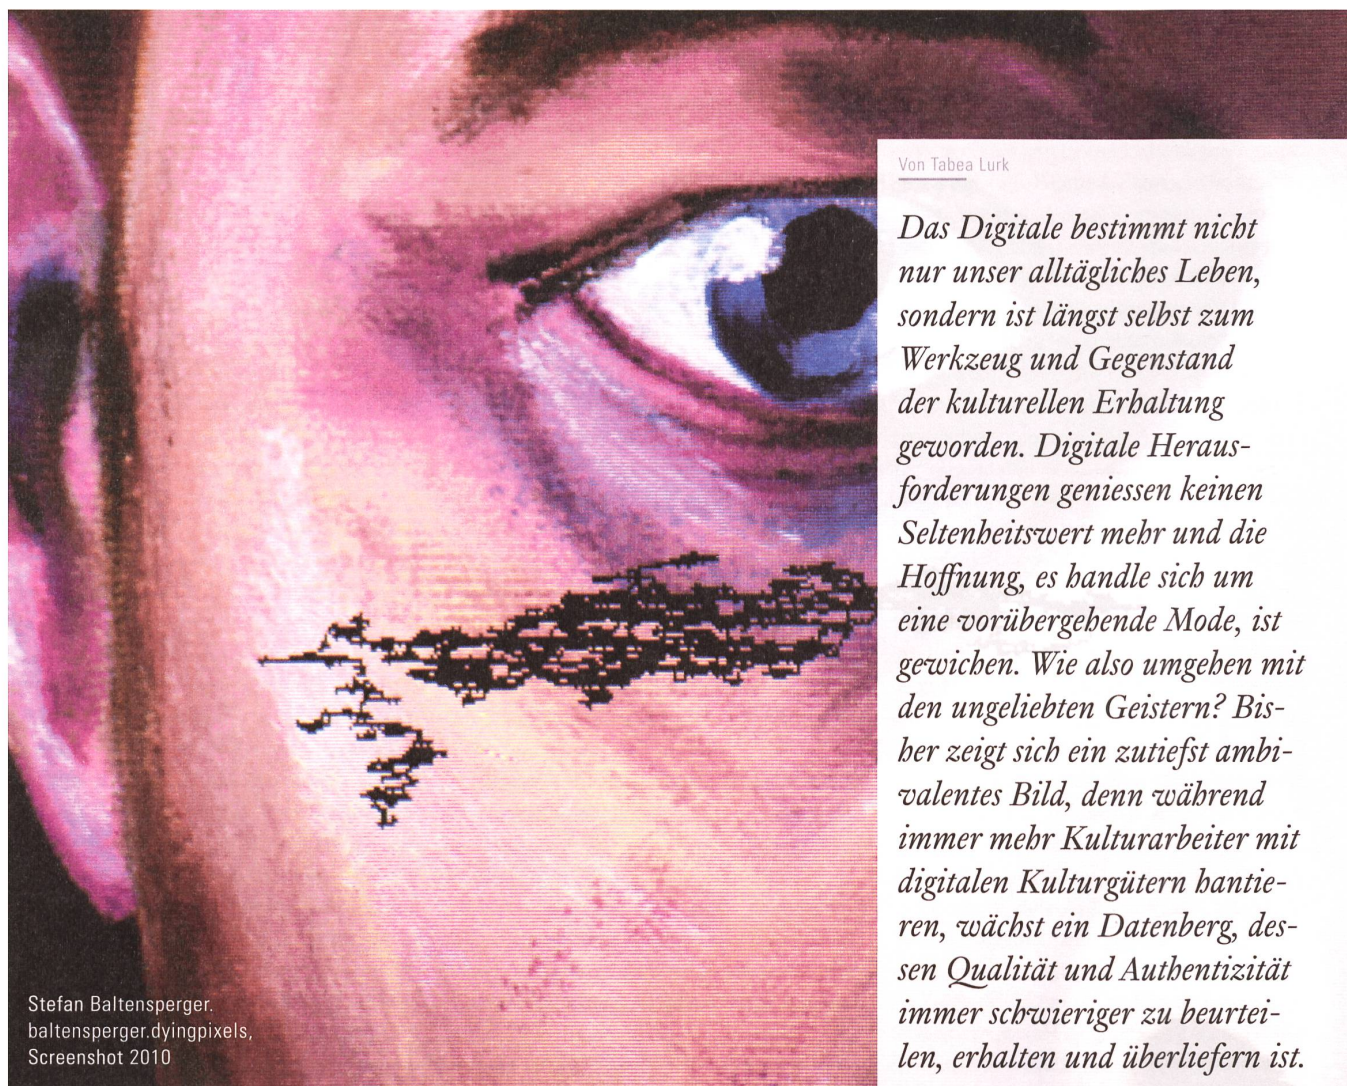 Von Tabea Lurk
Das Digitale bestimmt nicht
nur unser alltägliches Leben,
sondern ist längst selbst zum
Werkzeug und Gegenstand
der kulturellen Erhaltung
geworden. Digitale Heraus-
forderungen geniessen keinen
Seltenheitswert mehr und die
Hoffnung, es handle sich um
eine vorübergehende Mode, ist
gewichen. Wie also umgehen mit
den ungeliebten Geistern? Bis-
her zeigt sich ein zutiefst ambi-
valentes Bild, denn während
immer mehr Kulturarbeiter mit
digitalen Kulturgütern hantie-
ren, wächst ein Datenberg, des-
sen Qualität und Authentizität
immer schwieriger zu beurtei-
len, erhalten und überliefern ist.
Stefan Baltensperger.
baltensperger.dyingpixels,
Screenshot 2010